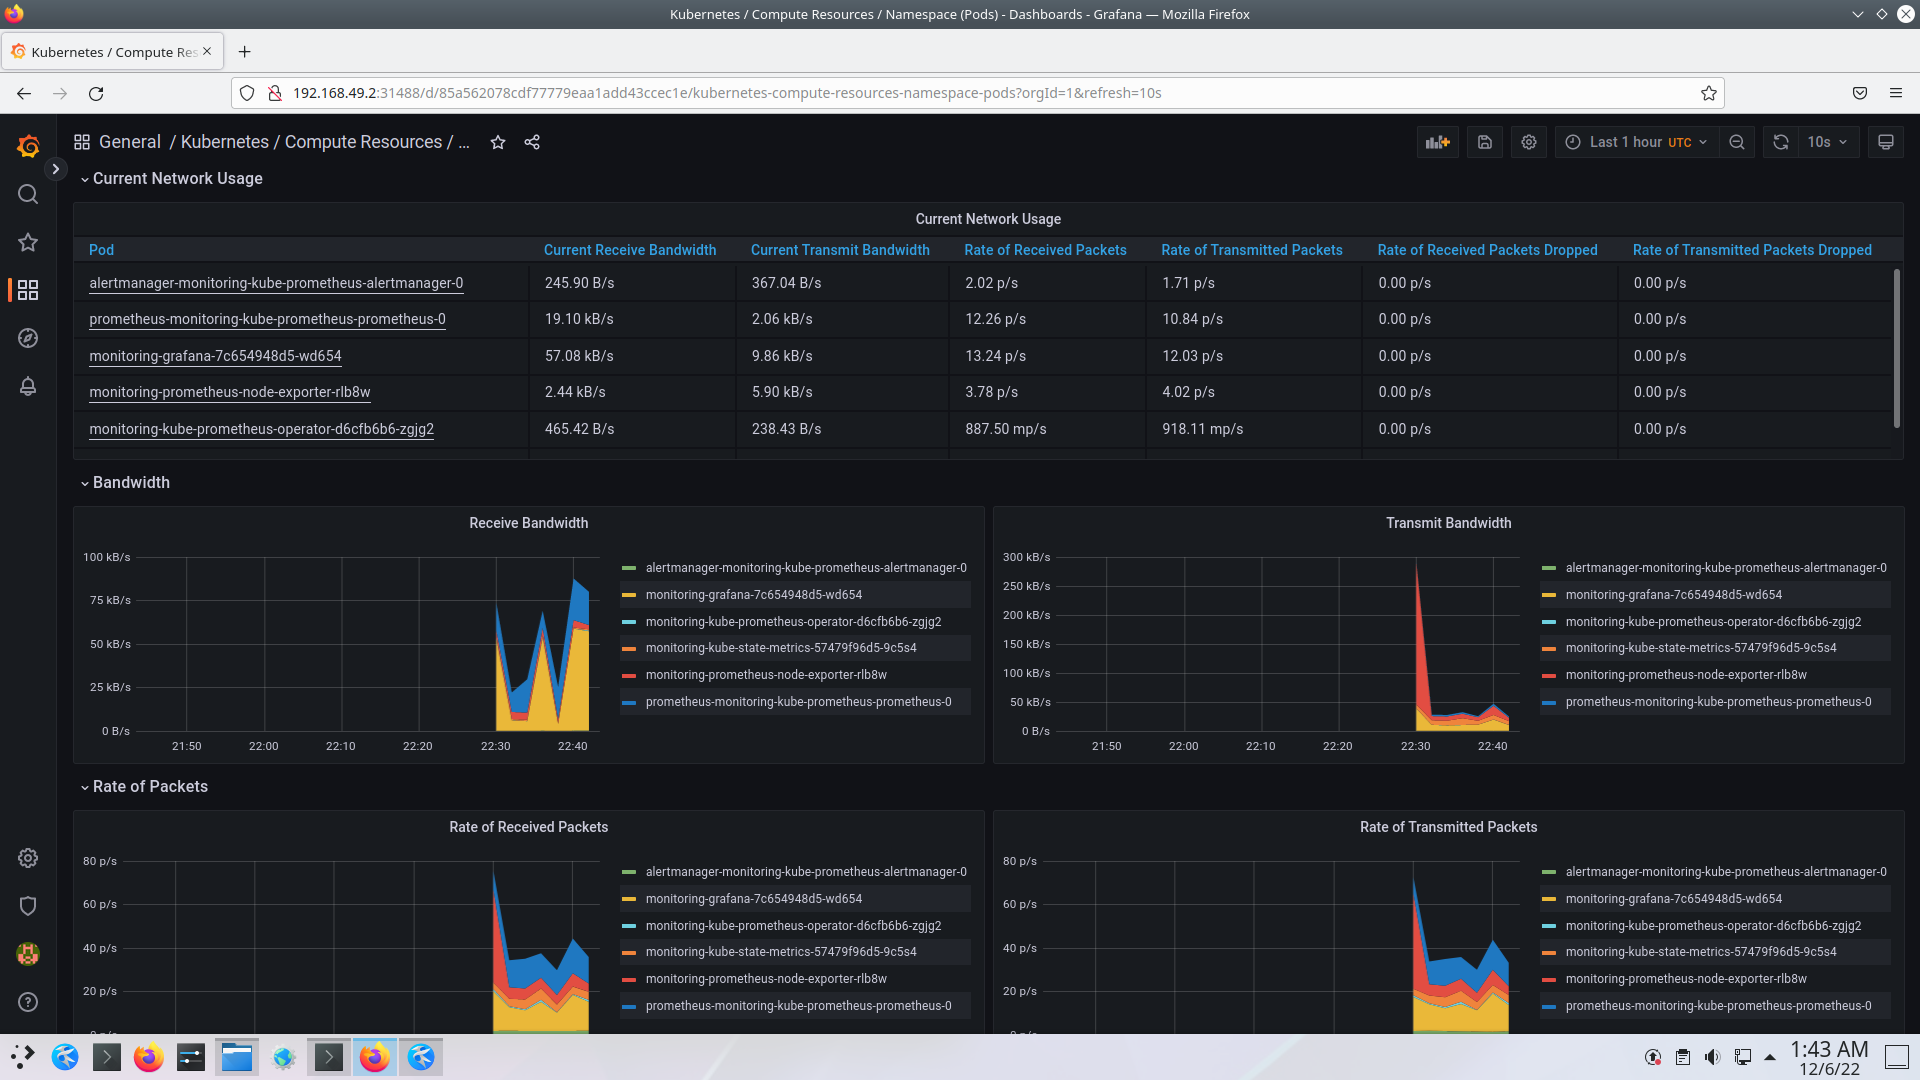 Kubernetes / Compute Resources / Namespace (Pods) - Dashboards - Grafana — Mozilla Firefox
Kubernetes / Compute Res
192.168.49.2:31488/d/85a562078cdf77779eaa1add43ccec1e/kubernetes-compute-resources-namespace-pods?orgId=1&refresh=10s
General / Kubernetes / Compute Resources / ...
Last 1 hour UTC
10s
Current Network Usage
Current Network Usage
Pod Current Receive Bandwidth Current Transmit Bandwidth Rate of Received Packets Rate of Transmitted Packets Rate of Received Packets Dropped Rate of Transmitted Packets Dropped
alertmanager-monitoring-kube-prometheus-alertmanager-0 245.90 B/s 367.04 B/s 2.02 p/s 1.71 p/s 0.00 p/s 0.00 p/s
prometheus-monitoring-kube-prometheus-prometheus-0 19.10 kB/s 2.06 kB/s 12.26 p/s 10.84 p/s 0.00 p/s 0.00 p/s
monitoring-grafana-7c654948d5-wd654 57.08 kB/s 9.86 kB/s 13.24 p/s 12.03 p/s 0.00 p/s 0.00 p/s
monitoring-prometheus-node-exporter-rlb8w 2.44 kB/s 5.90 kB/s 3.78 p/s 4.02 p/s 0.00 p/s 0.00 p/s
monitoring-kube-prometheus-operator-d6cfb6b6-zgjg2 465.42 B/s 238.43 B/s 887.50 mp/s 918.11 mp/s 0.00 p/s 0.00 p/s
Bandwidth
Receive Bandwidth
100 kB/s
75 kB/s
50 kB/s
25 kB/s
0 B/s
21:50 22:00 22:10 22:20 22:30 22:40
alertmanager-monitoring-kube-prometheus-alertmanager-0
monitoring-grafana-7c654948d5-wd654
monitoring-kube-prometheus-operator-d6cfb6b6-zgjg2
monitoring-kube-state-metrics-57479f96d5-9c5s4
monitoring-prometheus-node-exporter-rlb8w
prometheus-monitoring-kube-prometheus-prometheus-0
Transmit Bandwidth
300 kB/s
250 kB/s
200 kB/s
150 kB/s
100 kB/s
50 kB/s
0 B/s
21:50 22:00 22:10 22:20 22:30 22:40
alertmanager-monitoring-kube-prometheus-alertmanager-0
monitoring-grafana-7c654948d5-wd654
monitoring-kube-prometheus-operator-d6cfb6b6-zgjg2
monitoring-kube-state-metrics-57479f96d5-9c5s4
monitoring-prometheus-node-exporter-rlb8w
prometheus-monitoring-kube-prometheus-prometheus-0
Rate of Packets
Rate of Received Packets
80 p/s
60 p/s
40 p/s
20 p/s
alertmanager-monitoring-kube-prometheus-alertmanager-0
monitoring-grafana-7c654948d5-wd654
monitoring-kube-prometheus-operator-d6cfb6b6-zgjg2
monitoring-kube-state-metrics-57479f96d5-9c5s4
monitoring-prometheus-node-exporter-rlb8w
prometheus-monitoring-kube-prometheus-prometheus-0
Rate of Transmitted Packets
80 p/s
60 p/s
40 p/s
20 p/s
alertmanager-monitoring-kube-prometheus-alertmanager-0
monitoring-grafana-7c654948d5-wd654
monitoring-kube-prometheus-operator-d6cfb6b6-zgjg2
monitoring-kube-state-metrics-57479f96d5-9c5s4
monitoring-prometheus-node-exporter-rlb8w
prometheus-monitoring-kube-prometheus-prometheus-0
1:43 AM
12/6/22